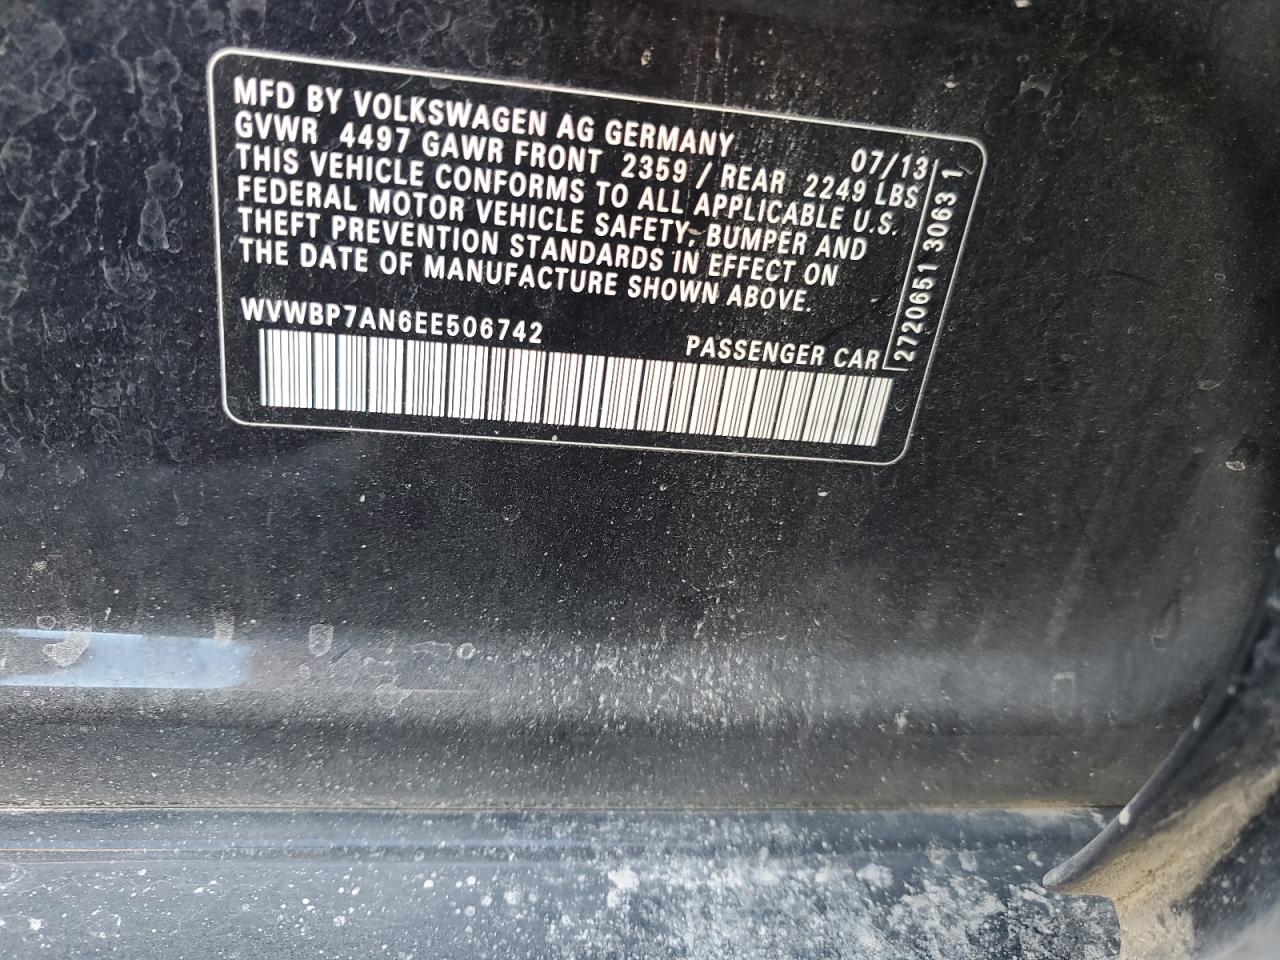 MFD BY VOLKSWAGEN AG GERMANY 07/13
GVWR 4497 GAWR FRONT 2359 / REAR 2249 LBS
THIS VEHICLE CONFORMS TO ALL APPLICABLE U.S.
FEDERAL MOTOR VEHICLE SAFETY, BUMPER AND
THEFT PREVENTION STANDARDS IN EFFECT ON
THE DATE OF MANUFACTURE SHOWN ABOVE.
WVWBP7AN6EE506742
PASSENGER CAR
2720651 3063 1